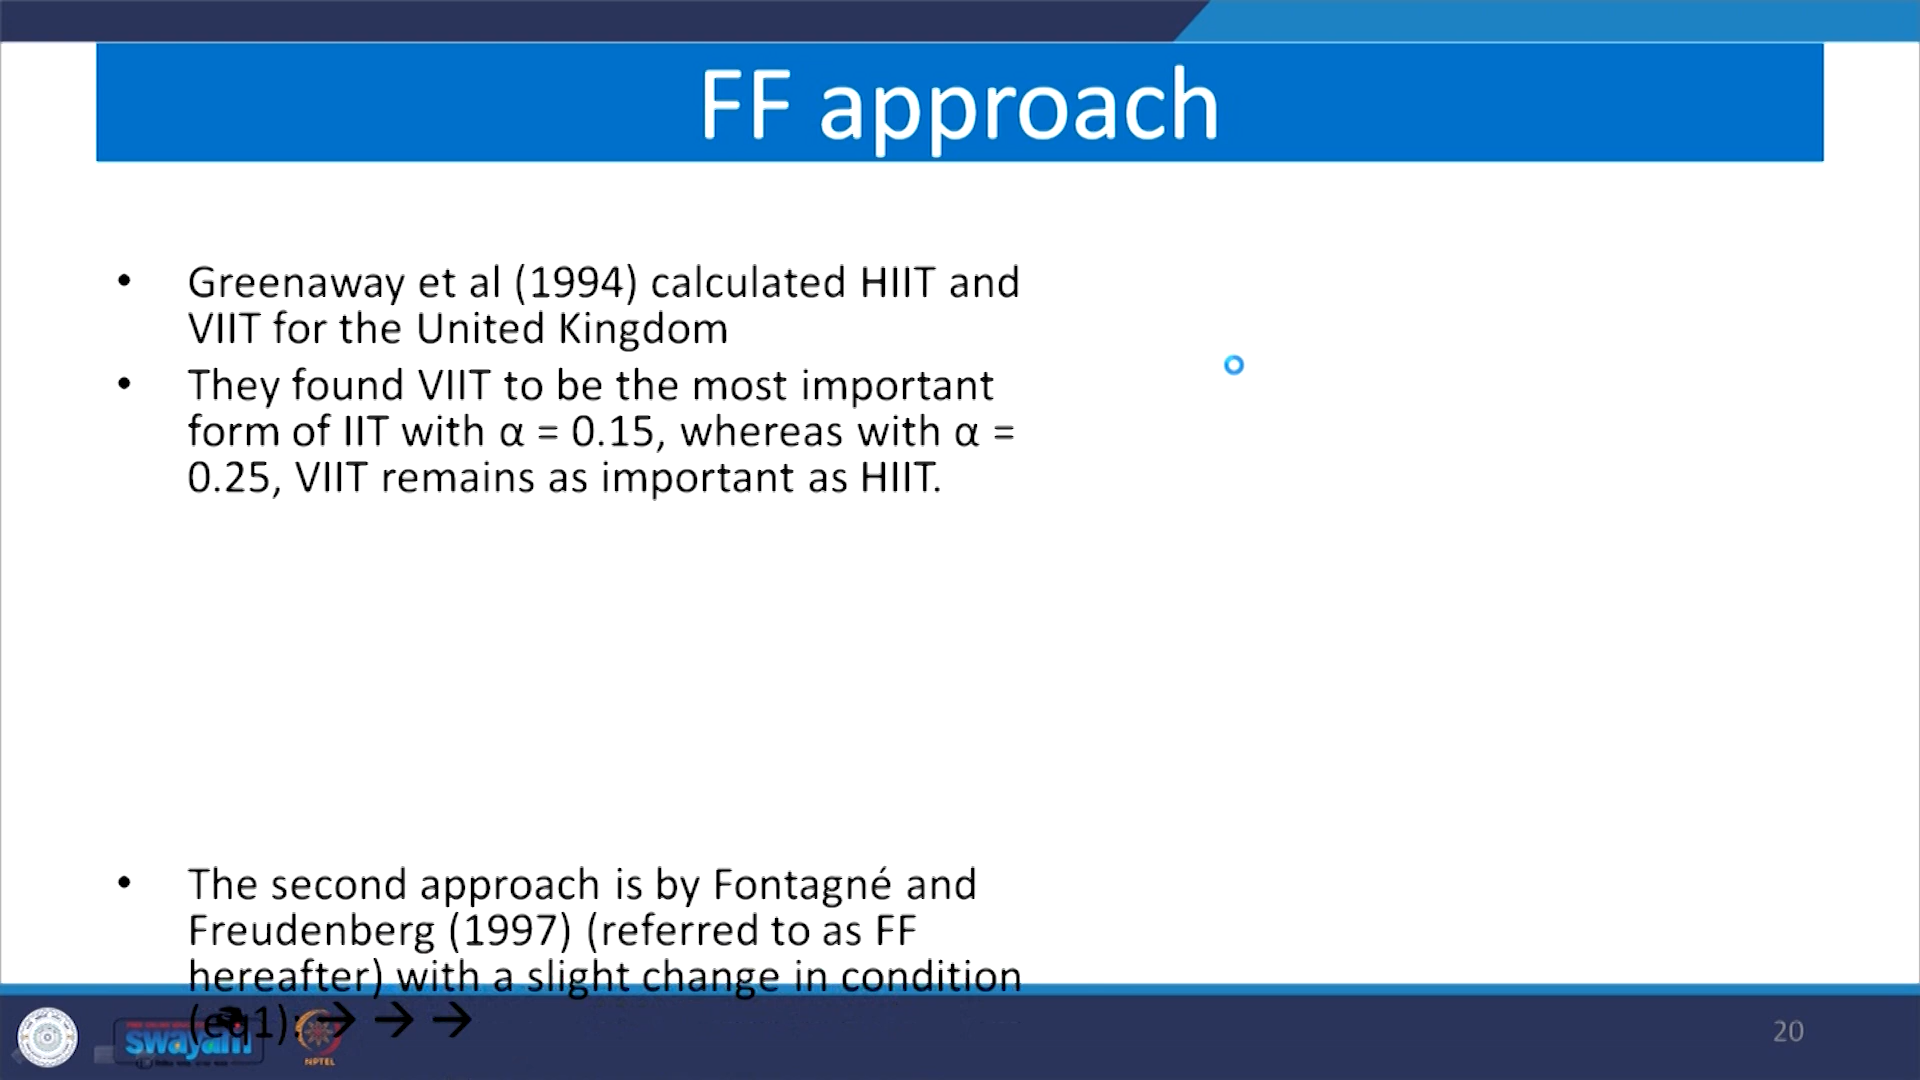 FF approach
• Greenaway et al (1994) calculated HIIT and
VIIT for the United Kingdom
• They found VIIT to be the most important
form of IIT with α = 0.15, whereas with α =
0.25, VIIT remains as important as HIIT.
• The second approach is by Fontagné and
Freudenberg (1997) (referred to as FF
hereafter) with a slight change in condition
(eq1): → → →
swayam
NPTEL
20